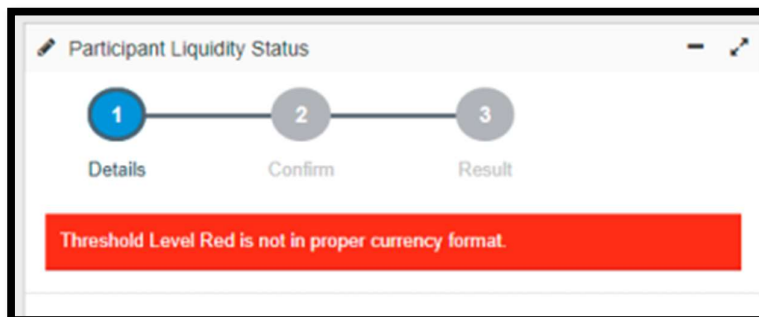 Participant Liquidity Status
1 2 3
Details Confirm Result
Threshold Level Red is not in proper currency format.